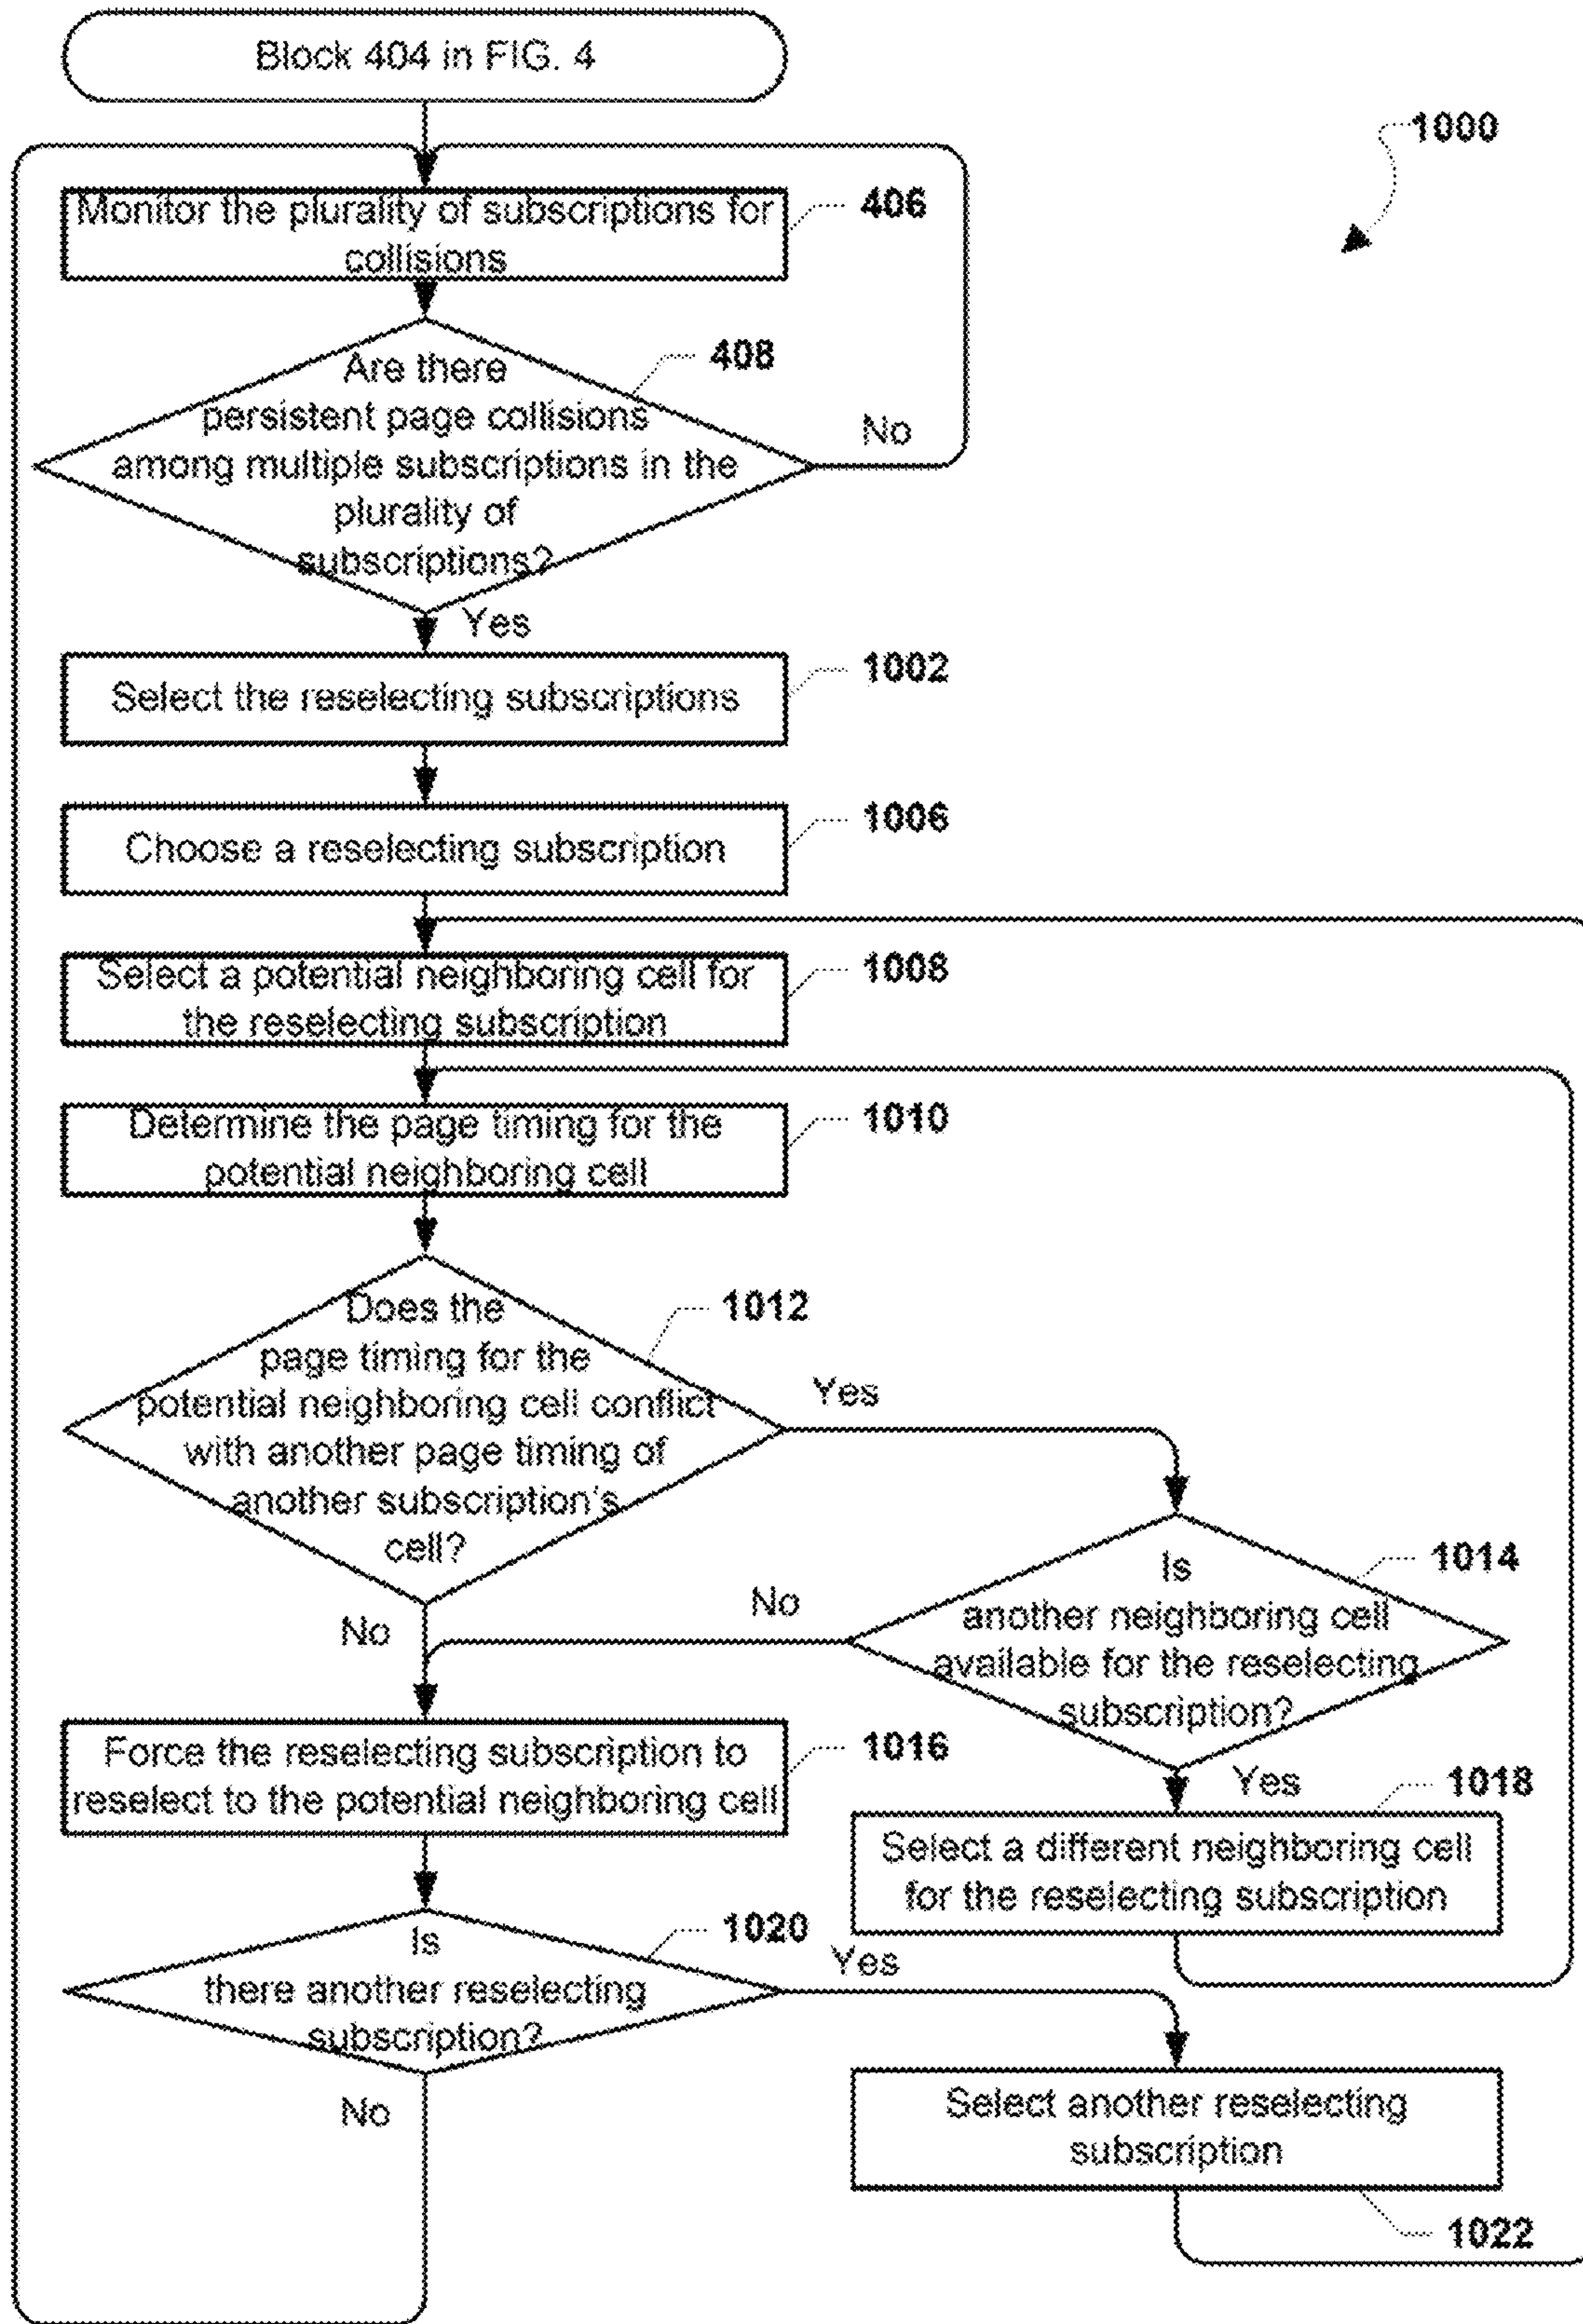 Block 404 in FIG. 4
1000
Monitor the plurality of subscriptions for
collisions
406
Are there
persistent page collisions
among multiple subscriptions in the
plurality of
subscriptions?
408
No
Yes
Select the reselecting subscriptions
1002
Choose a reselecting subscription
1006
Select a potential neighboring cell for
the reselecting subscription
1008
Determine the page timing for the
potential neighboring cell
1010
Does the
page timing for the
potential neighboring cell conflict
with another page timing of
another subscription's
cell?
1012
Yes
No
Is
another neighboring cell
available for the reselecting
subscription?
1014
No
Yes
Force the reselecting subscription to
reselect to the potential neighboring cell
1016
Select a different neighboring cell
for the reselecting subscription
1018
Is
there another reselecting
subscription?
1020
Yes
No
Select another reselecting
subscription
1022